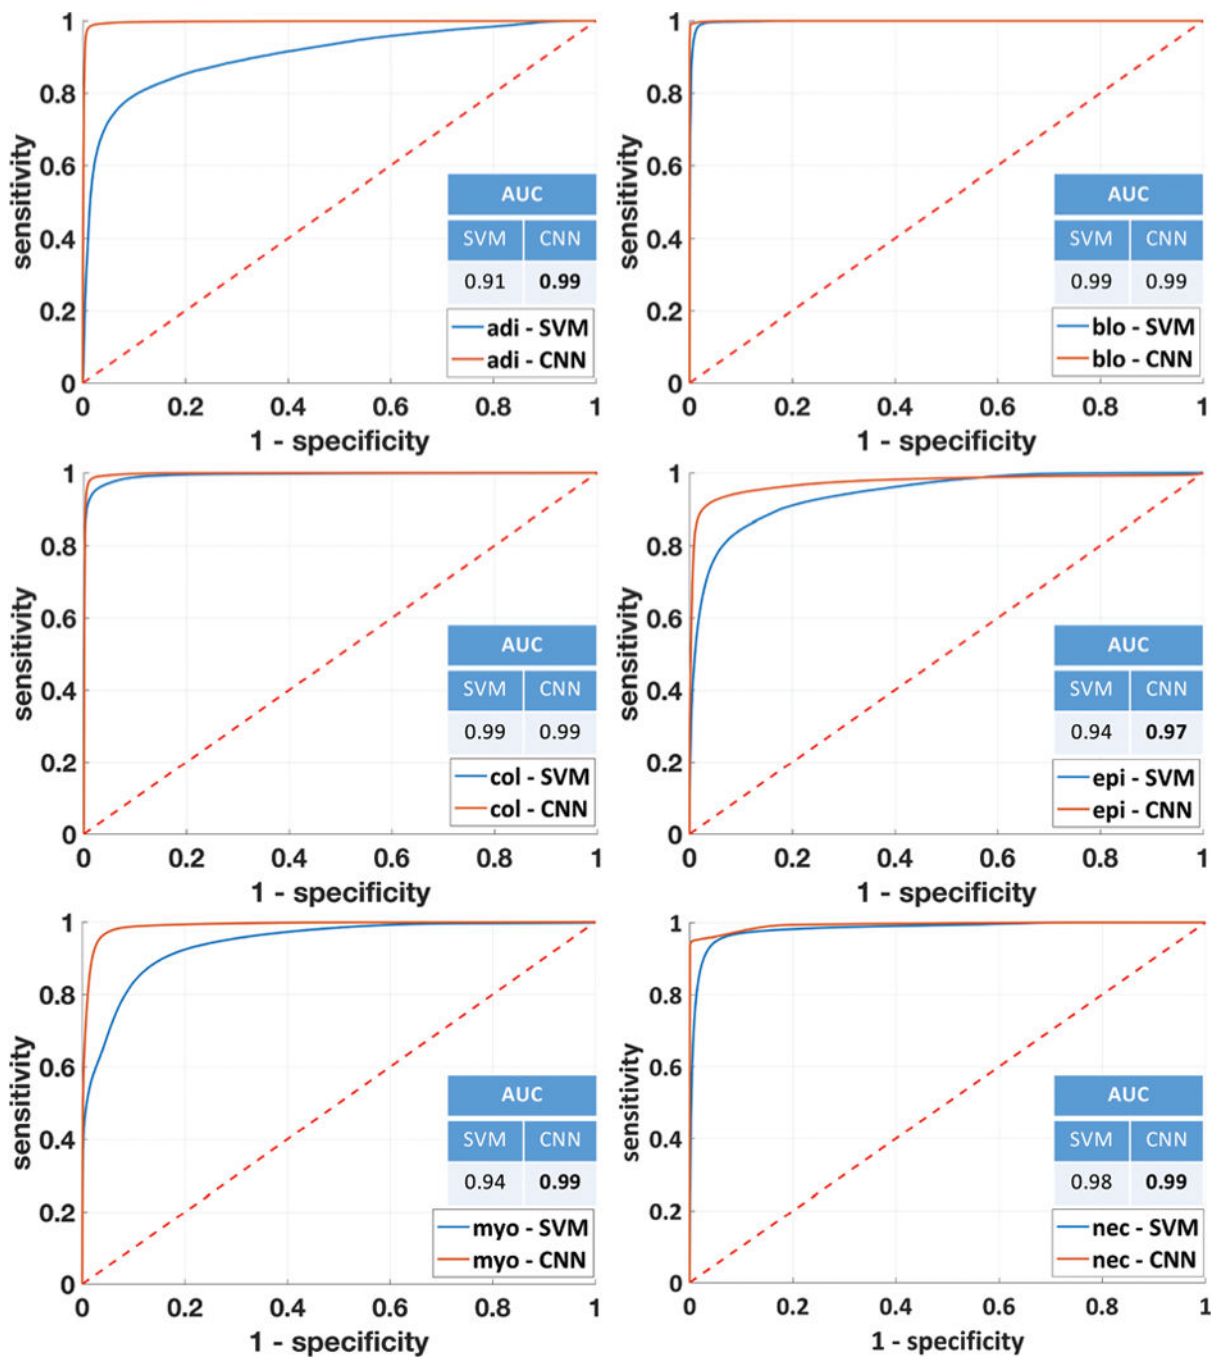 1
0.8
0.6
0.4
0.2
0
sensitivity
AUC
SVM CNN
0.91 0.99
adi - SVM
adi - CNN
0 0.2 0.4 0.6 0.8 1
1 - specificity
1
0.8
0.6
0.4
0.2
0
sensitivity
AUC
SVM CNN
0.99 0.99
blo - SVM
blo - CNN
0 0.2 0.4 0.6 0.8 1
1 - specificity
1
0.8
0.6
0.4
0.2
0
sensitivity
AUC
SVM CNN
0.99 0.99
col - SVM
col - CNN
0 0.2 0.4 0.6 0.8 1
1 - specificity
1
0.8
0.6
0.4
0.2
0
sensitivity
AUC
SVM CNN
0.94 0.97
epi - SVM
epi - CNN
0 0.2 0.4 0.6 0.8 1
1 - specificity
1
0.8
0.6
0.4
0.2
0
sensitivity
AUC
SVM CNN
0.94 0.99
myo - SVM
myo - CNN
0 0.2 0.4 0.6 0.8 1
1 - specificity
1
0.8
0.6
0.4
0.2
0
sensitivity
AUC
SVM CNN
0.98 0.99
nec - SVM
nec - CNN
0 0.2 0.4 0.6 0.8 1
1 - specificity